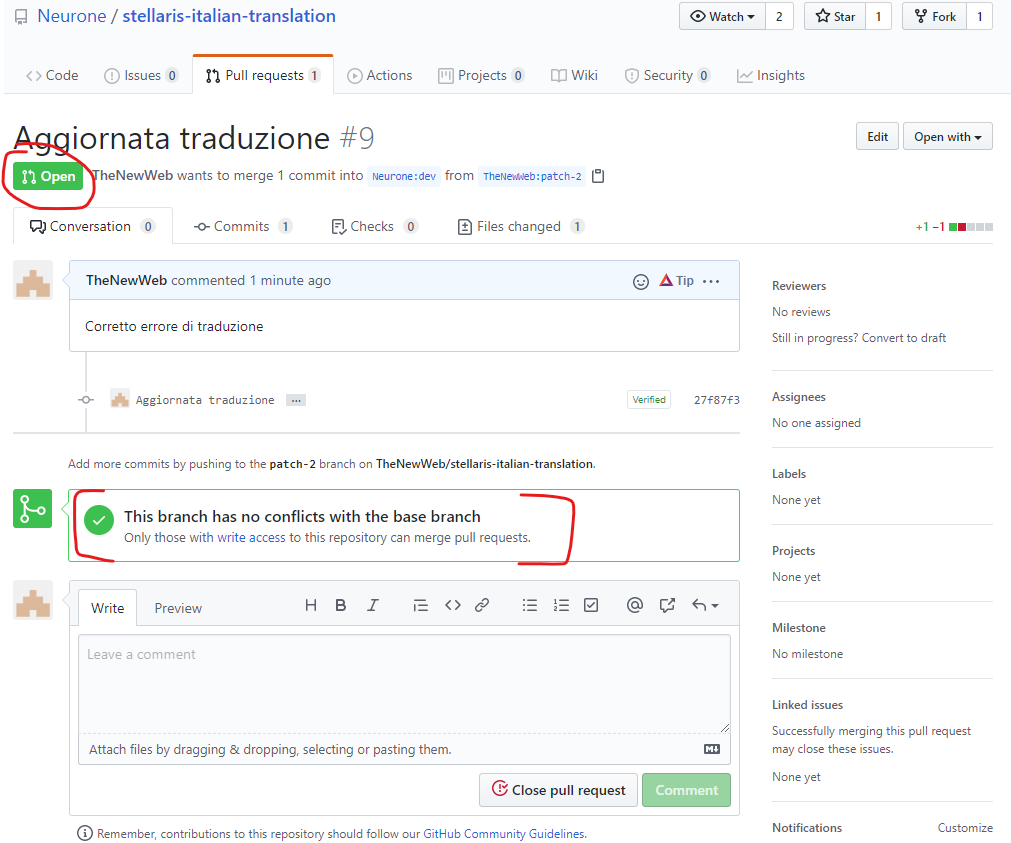 Neurone / stellaris-italian-translation
Watch 2 Star 1 Fork 1
Code Issues 0 Pull requests 1 Actions Projects 0 Wiki Security 0 Insights
Aggiornata traduzione #9
Edit Open with
Open TheNewWeb wants to merge 1 commit into Neurone:dev from TheNewWeb:patch-2
Conversation 0 Commits 1 Checks 0 Files changed 1
+1 −1
TheNewWeb commented 1 minute ago
Tip
Corretto errore di traduzione
Aggiornata traduzione ... Verified 27f87f3
Add more commits by pushing to the patch-2 branch on TheNewWeb/stellaris-italian-translation.
This branch has no conflicts with the base branch
Only those with write access to this repository can merge pull requests.
Write Preview
H B I
Leave a comment
Attach files by dragging & dropping, selecting or pasting them.
Close pull request Comment
Remember, contributions to this repository should follow our GitHub Community Guidelines.
Reviewers
No reviews
Still in progress? Convert to draft
Assignees
No one assigned
Labels
None yet
Projects
None yet
Milestone
No milestone
Linked issues
Successfully merging this pull request
may close these issues.
None yet
Notifications Customize